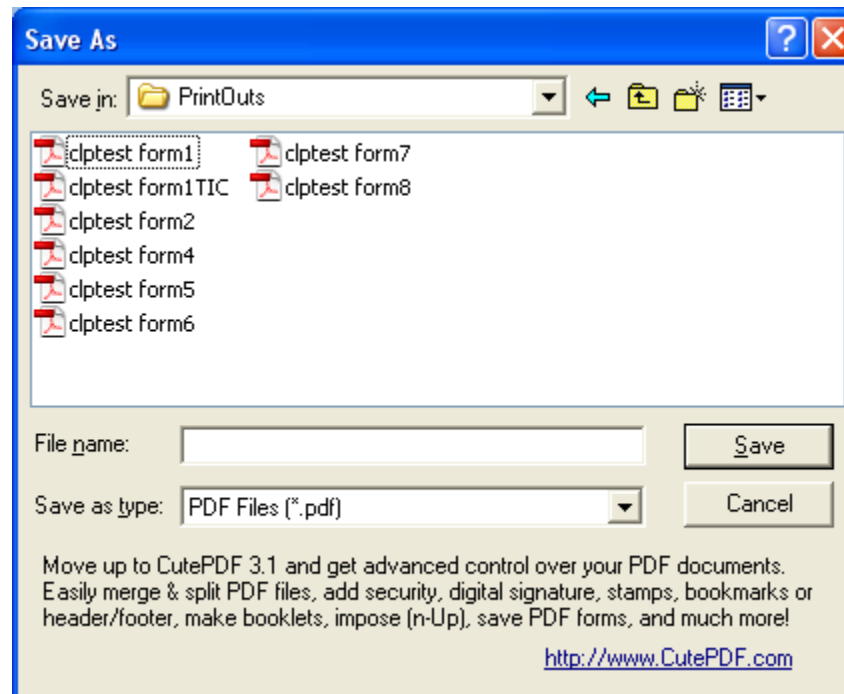 Save As
Save in: PrintOuts
clptest form1
clptest form1TIC
clptest form2
clptest form4
clptest form5
clptest form6
clptest form7
clptest form8
File name:
Save
Save as type: PDF Files (*.pdf)
Cancel
Move up to CutePDF 3.1 and get advanced control over your PDF documents.
Easily merge & split PDF files, add security, digital signature, stamps, bookmarks or
header/footer, make booklets, impose (n-Up), save PDF forms, and much more!
http://www.CutePDF.com